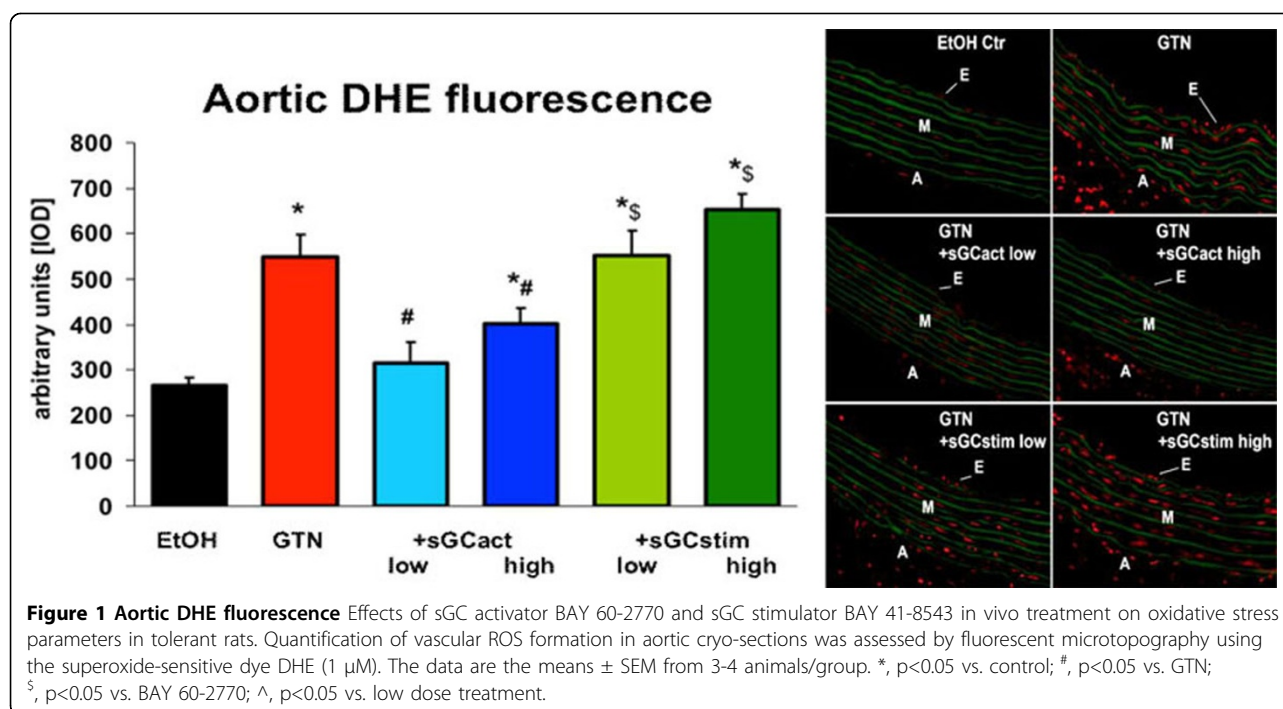 Aortic DHE fluorescence
arbitrary units [IOD]
800
700
600
500
400
300
200
100
0
*
#
*#
*$
*$
EtOH GTN +sGCact +sGCstim
low high low high
EtOH Ctr
E
M
A
GTN
E
M
A
GTN
+sGCact low
E
M
A
GTN
+sGCact high
E
M
A
GTN
+sGCstim low
E
M
A
GTN
+sGCstim high
E
M
A
Figure 1 Aortic DHE fluorescence Effects of sGC activator BAY 60-2770 and sGC stimulator BAY 41-8543 in vivo treatment on oxidative stress
parameters in tolerant rats. Quantification of vascular ROS formation in aortic cryo-sections was assessed by fluorescent microtopography using
the superoxide-sensitive dye DHE (1 μM). The data are the means ± SEM from 3-4 animals/group. *, p<0.05 vs. control; #, p<0.05 vs. GTN;
$, p<0.05 vs. BAY 60-2770; ^, p<0.05 vs. low dose treatment.